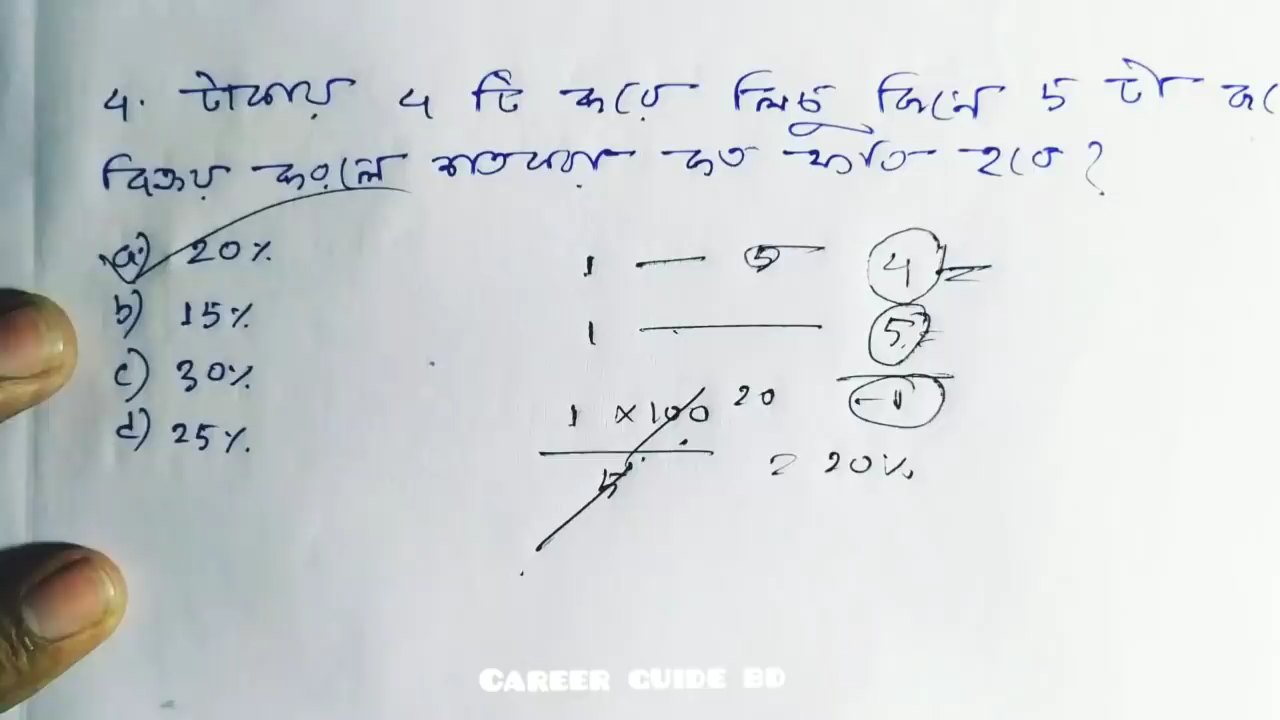 4. টাকায় 4 টি করে লিচু কিনে 5 টা করে
বিক্রয় করলে শতকরা কত ক্ষতি হবে?
a) 20%
b) 15%
c) 30%
d) 25%
1 — 5 4
1 — 5
-1
1 × 100 20
5
= 20%
CAREER GUIDE BD